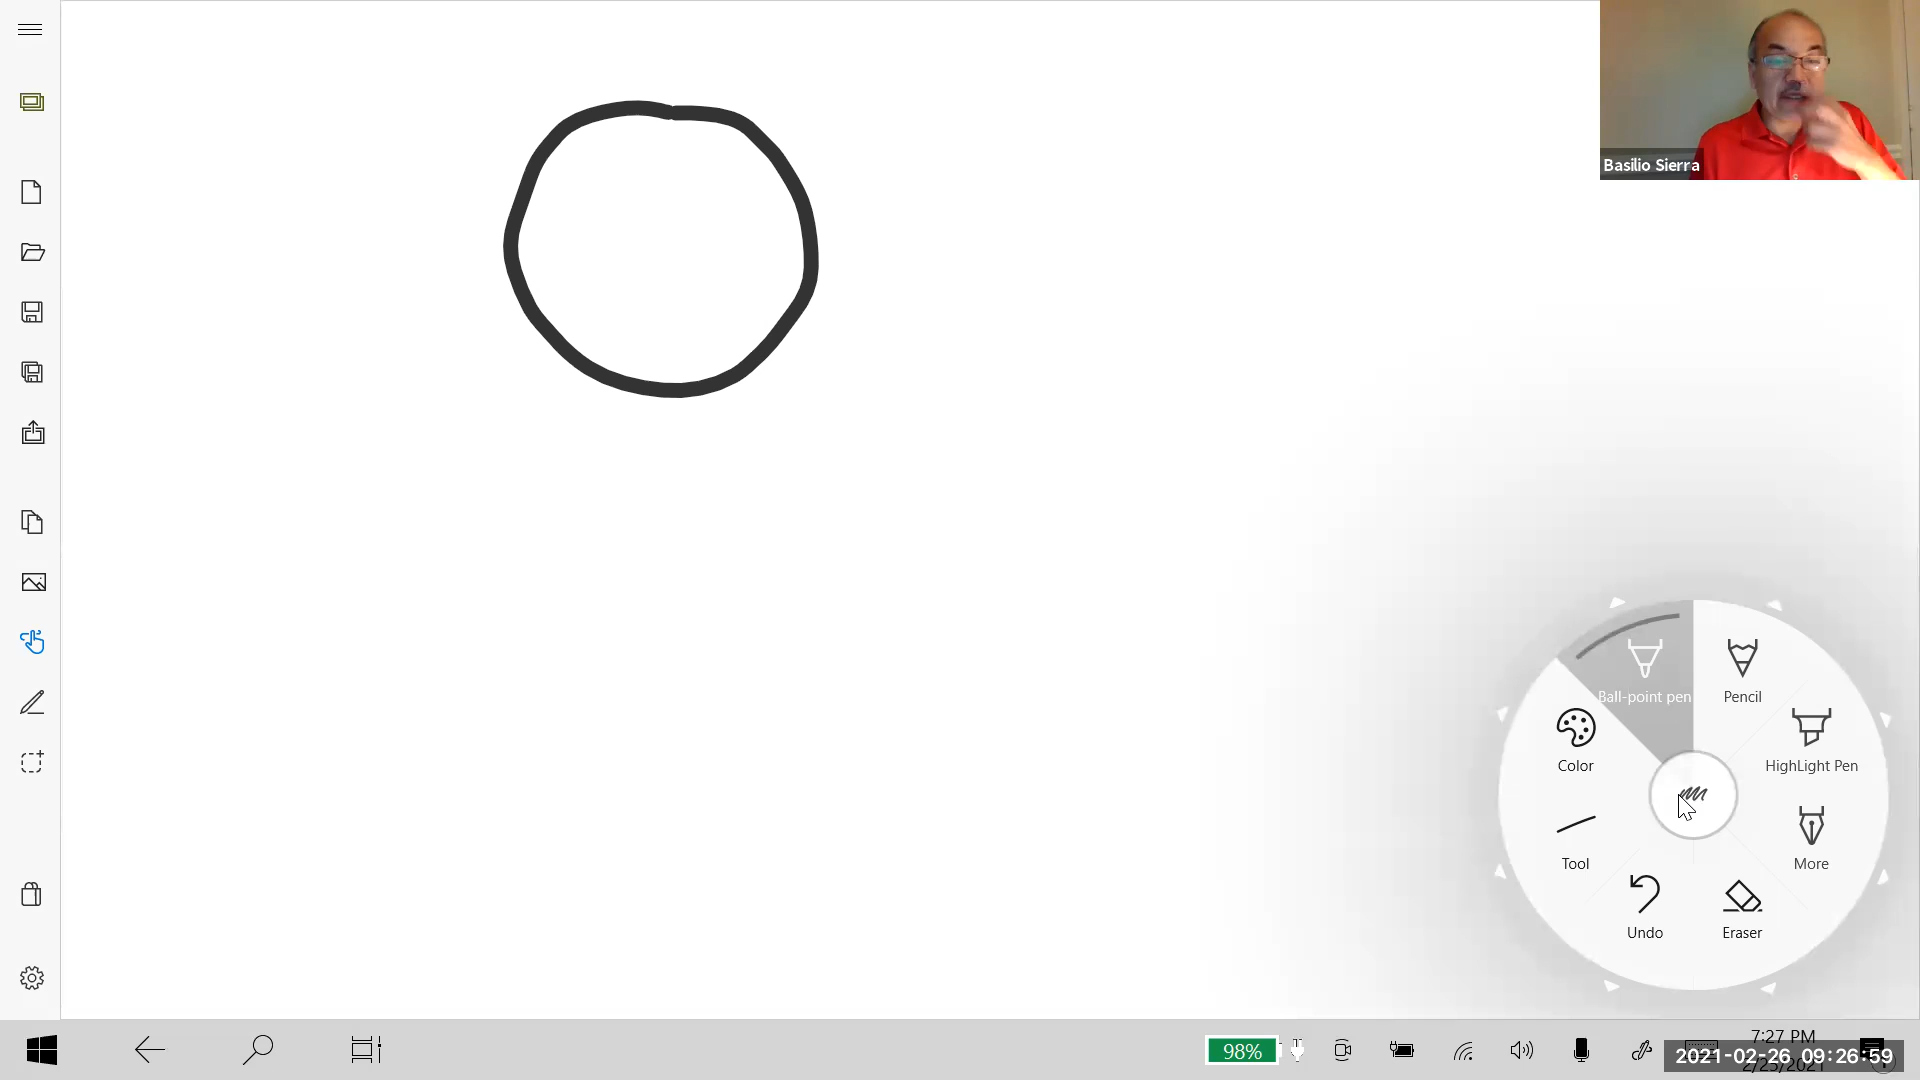 Basilio Sierra
Ball-point pen
Pencil
Color
HighLight Pen
Tool
More
Undo
Eraser
98%
7:27 PM
2021-02-26 09:26:59